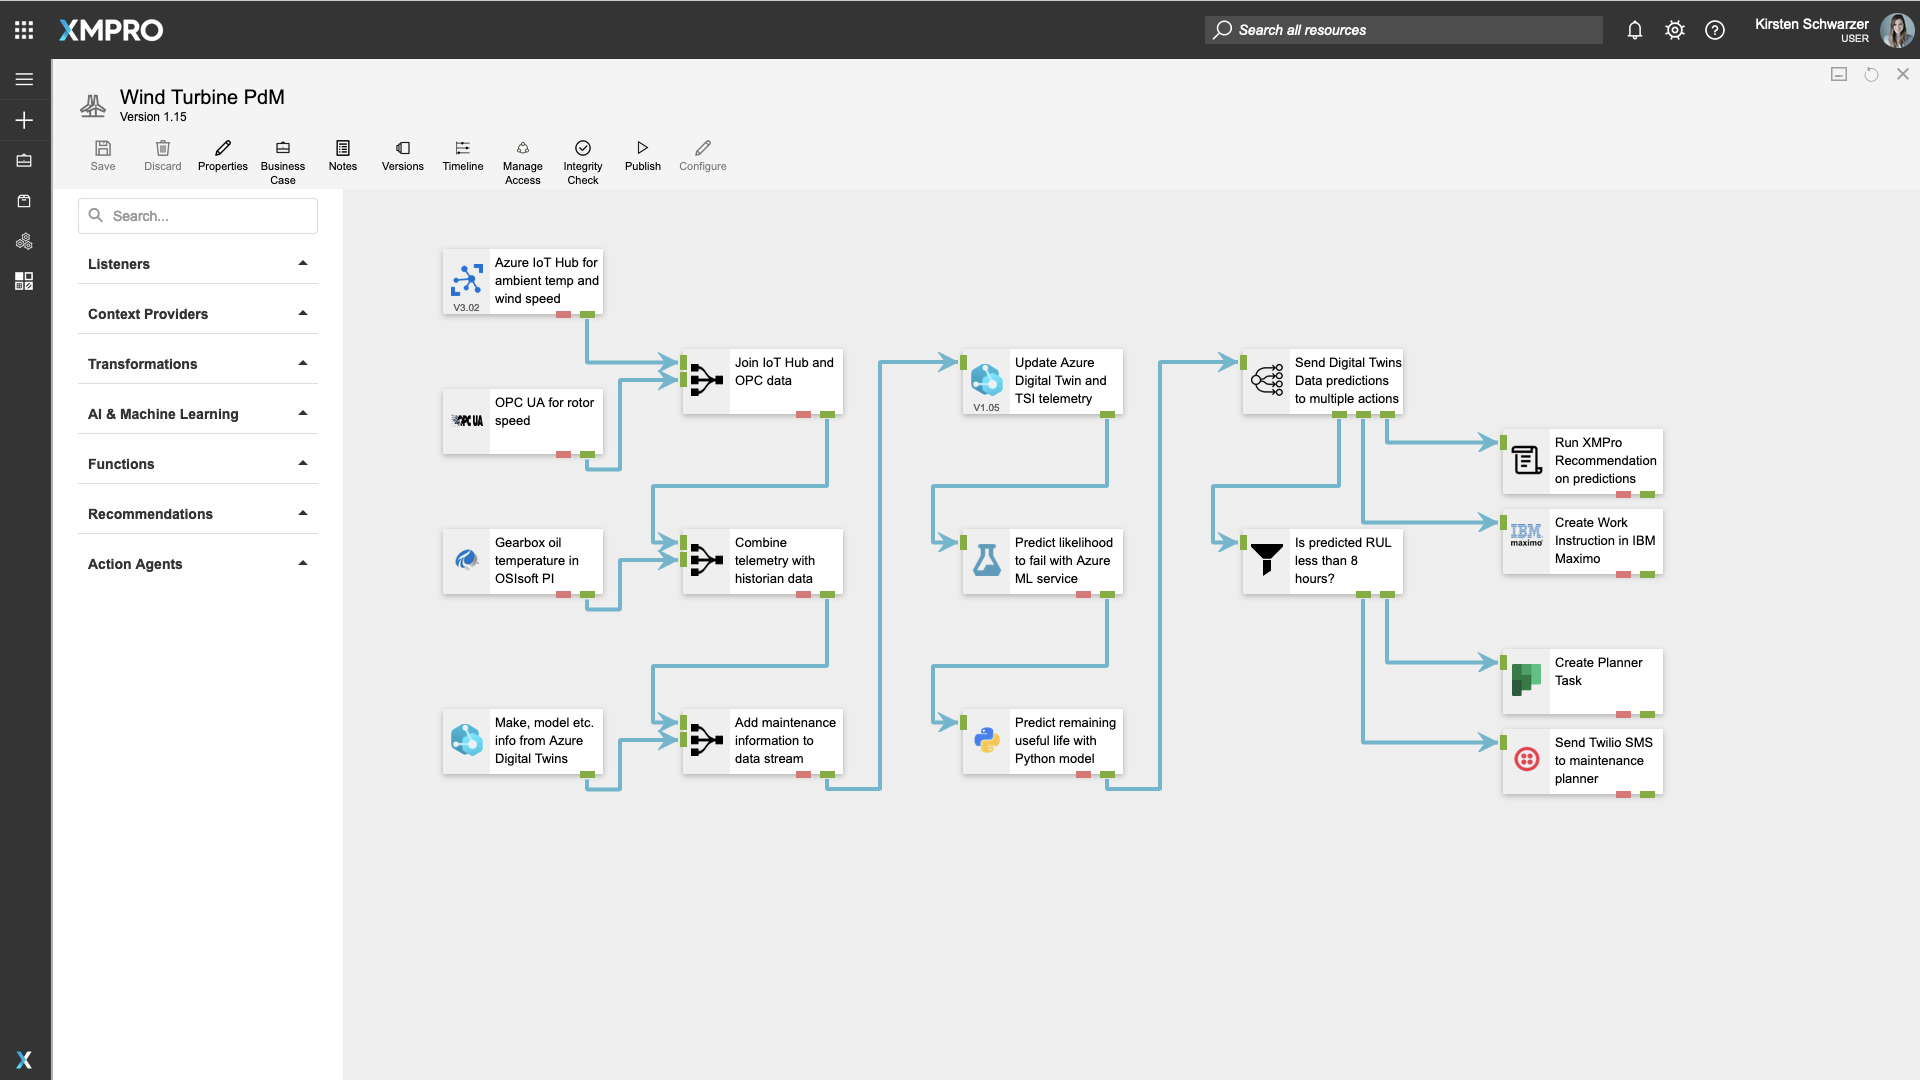 XMPRO
Search all resources
Kirsten Schwarzer
USER
Wind Turbine PdM
Version 1.15
Save
Discard
Properties
Business
Case
Notes
Versions
Timeline
Manage
Access
Integrity
Check
Publish
Configure
Search...
Listeners
Context Providers
Transformations
AI & Machine Learning
Functions
Recommendations
Action Agents
Azure IoT Hub for
ambient temp and
wind speed
V3.02
OPC UA for rotor
speed
OPC UA
Gearbox oil
temperature in
OSIsoft PI
Make, model etc.
info from Azure
Digital Twins
Join IoT Hub and
OPC data
Combine
telemetry with
historian data
Add maintenance
information to
data stream
Update Azure
Digital Twin and
TSI telemetry
V1.05
Predict likelihood
to fail with Azure
ML service
Predict remaining
useful life with
Python model
Send Digital Twins
Data predictions
to multiple actions
Is predicted RUL
less than 8
hours?
Run XMPro
Recommendation
on predictions
Create Work
Instruction in IBM
Maximo
IBM
maximo
Create Planner
Task
Send Twilio SMS
to maintenance
planner
X